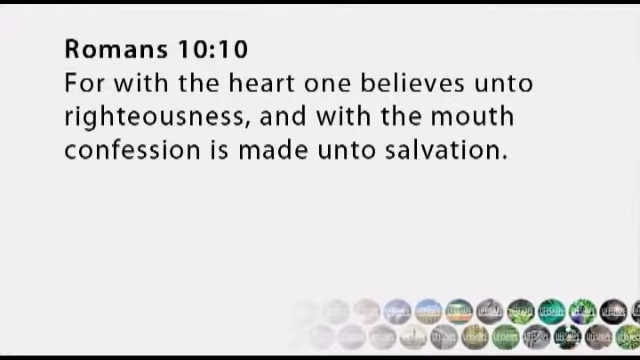 Romans 10:10
For with the heart one believes unto
righteousness, and with the mouth
confession is made unto salvation.